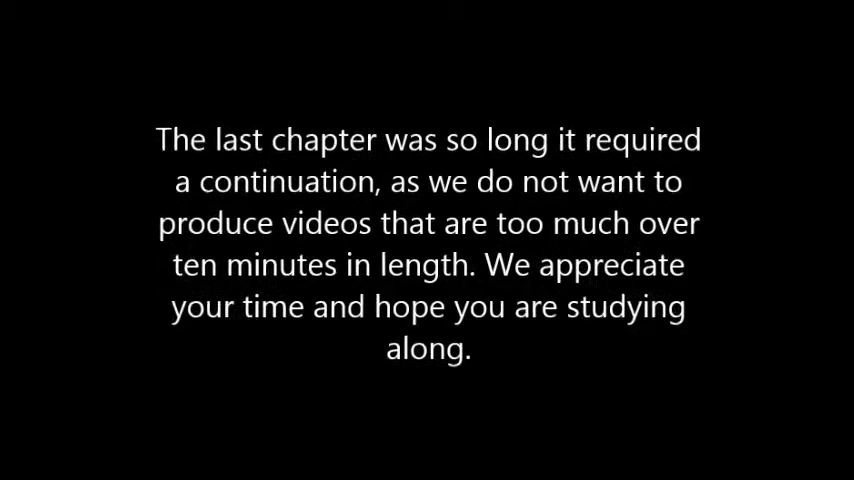 The last chapter was so long it required
a continuation, as we do not want to
produce videos that are too much over
ten minutes in length. We appreciate
your time and hope you are studying
along.